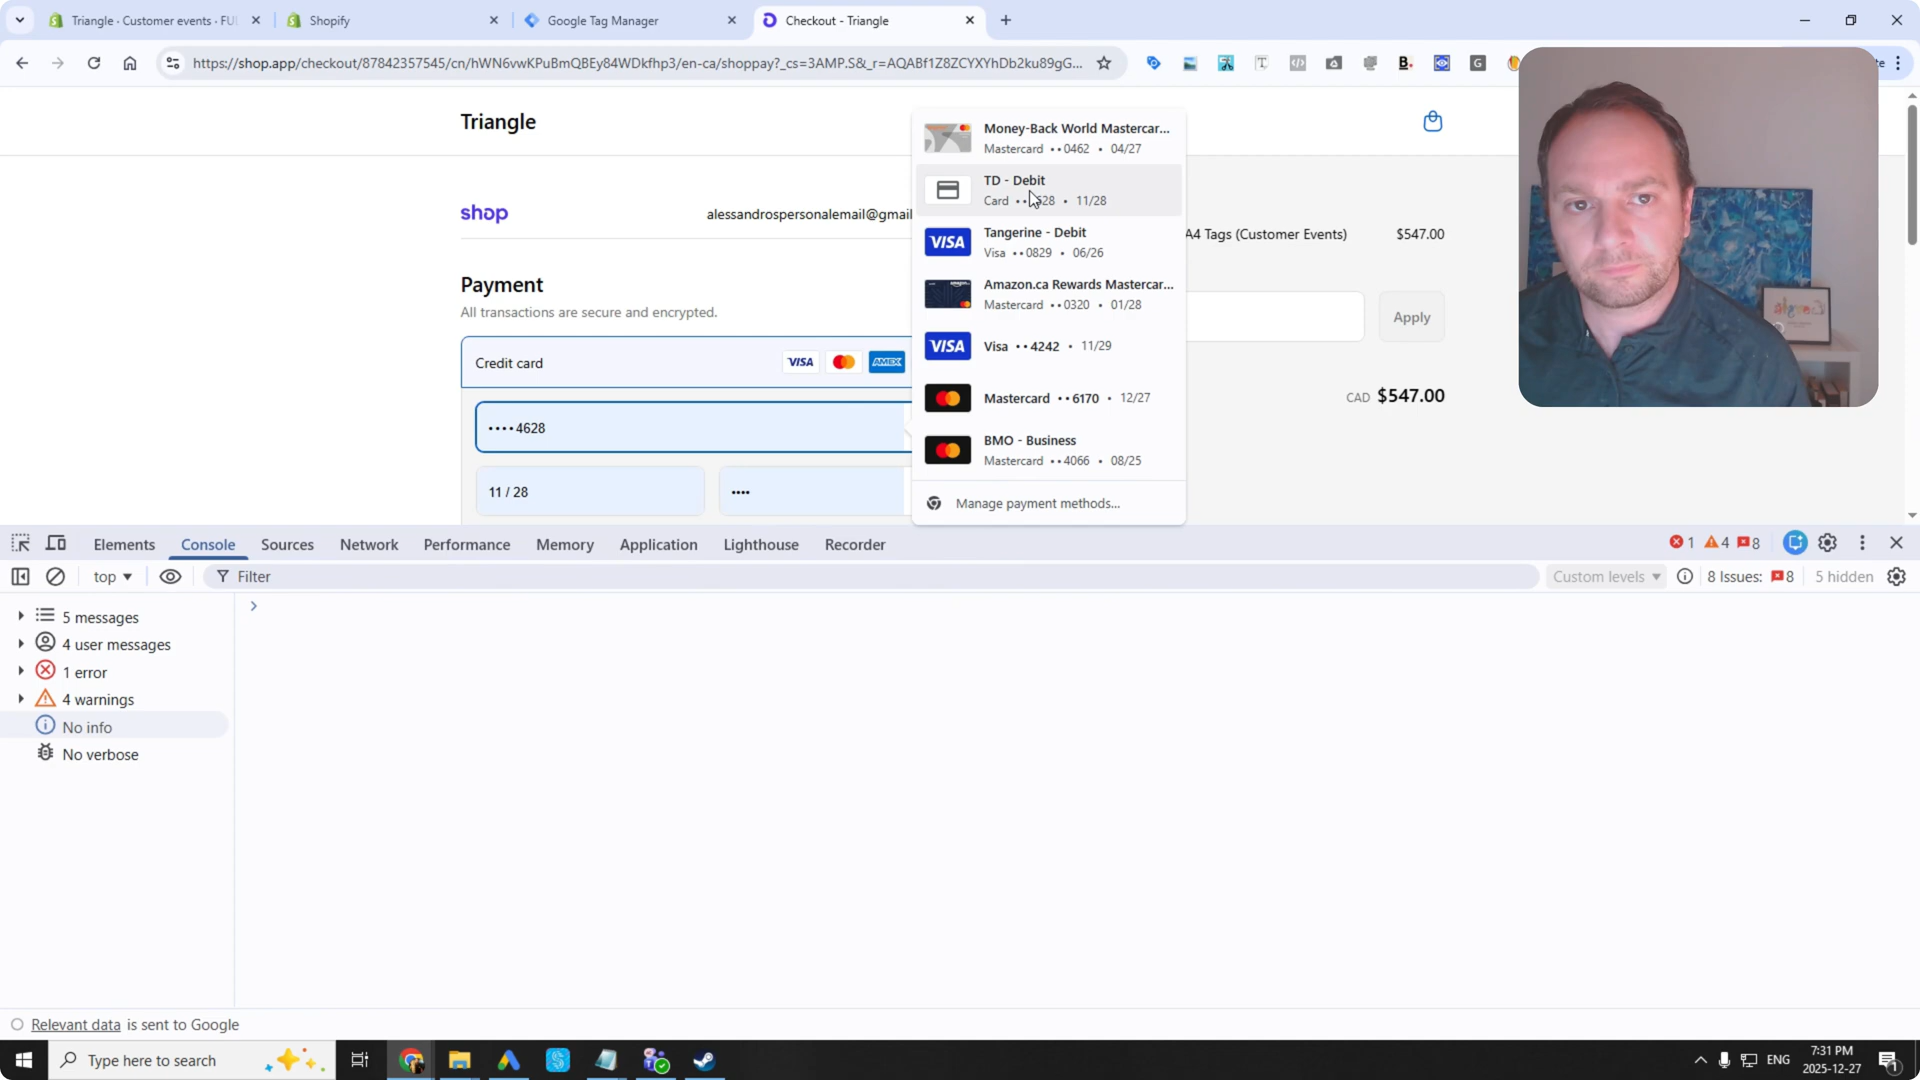 Triangle · Customer events · FUL
Shopify
Google Tag Manager
Checkout - Triangle
https://shop.app/checkout/87842357545/cn/hWN6vwKPuBmQBEy84WDkfhp3/en-ca/shoppay?_cs=3AMP.S&_r=AQABf1Z8ZCYXYhDb2ku89gG...
Triangle
shop
alessandrospersonalemail@gmail
Payment
All transactions are secure and encrypted.
Credit card
VISA
AMEX
•••• 4628
11 / 28
••••
Money-Back World Mastercar...
Mastercard ••0462 • 04/27
TD - Debit
Card •• 628 • 11/28
VISA
Tangerine - Debit
Visa ••0829 • 06/26
Amazon.ca Rewards Mastercar...
Mastercard ••0320 • 01/28
VISA
Visa ••4242 • 11/29
Mastercard ••6170 • 12/27
BMO - Business
Mastercard ••4066 • 08/25
Manage payment methods...
A4 Tags (Customer Events)
$547.00
Apply
CAD $547.00
Elements
Console
Sources
Network
Performance
Memory
Application
Lighthouse
Recorder
1
4
8
top
Filter
Custom levels
8 Issues:
8
5 hidden
5 messages
4 user messages
1 error
4 warnings
No info
No verbose
Relevant data is sent to Google
Type here to search
ENG
7:31 PM
2025-12-27
1